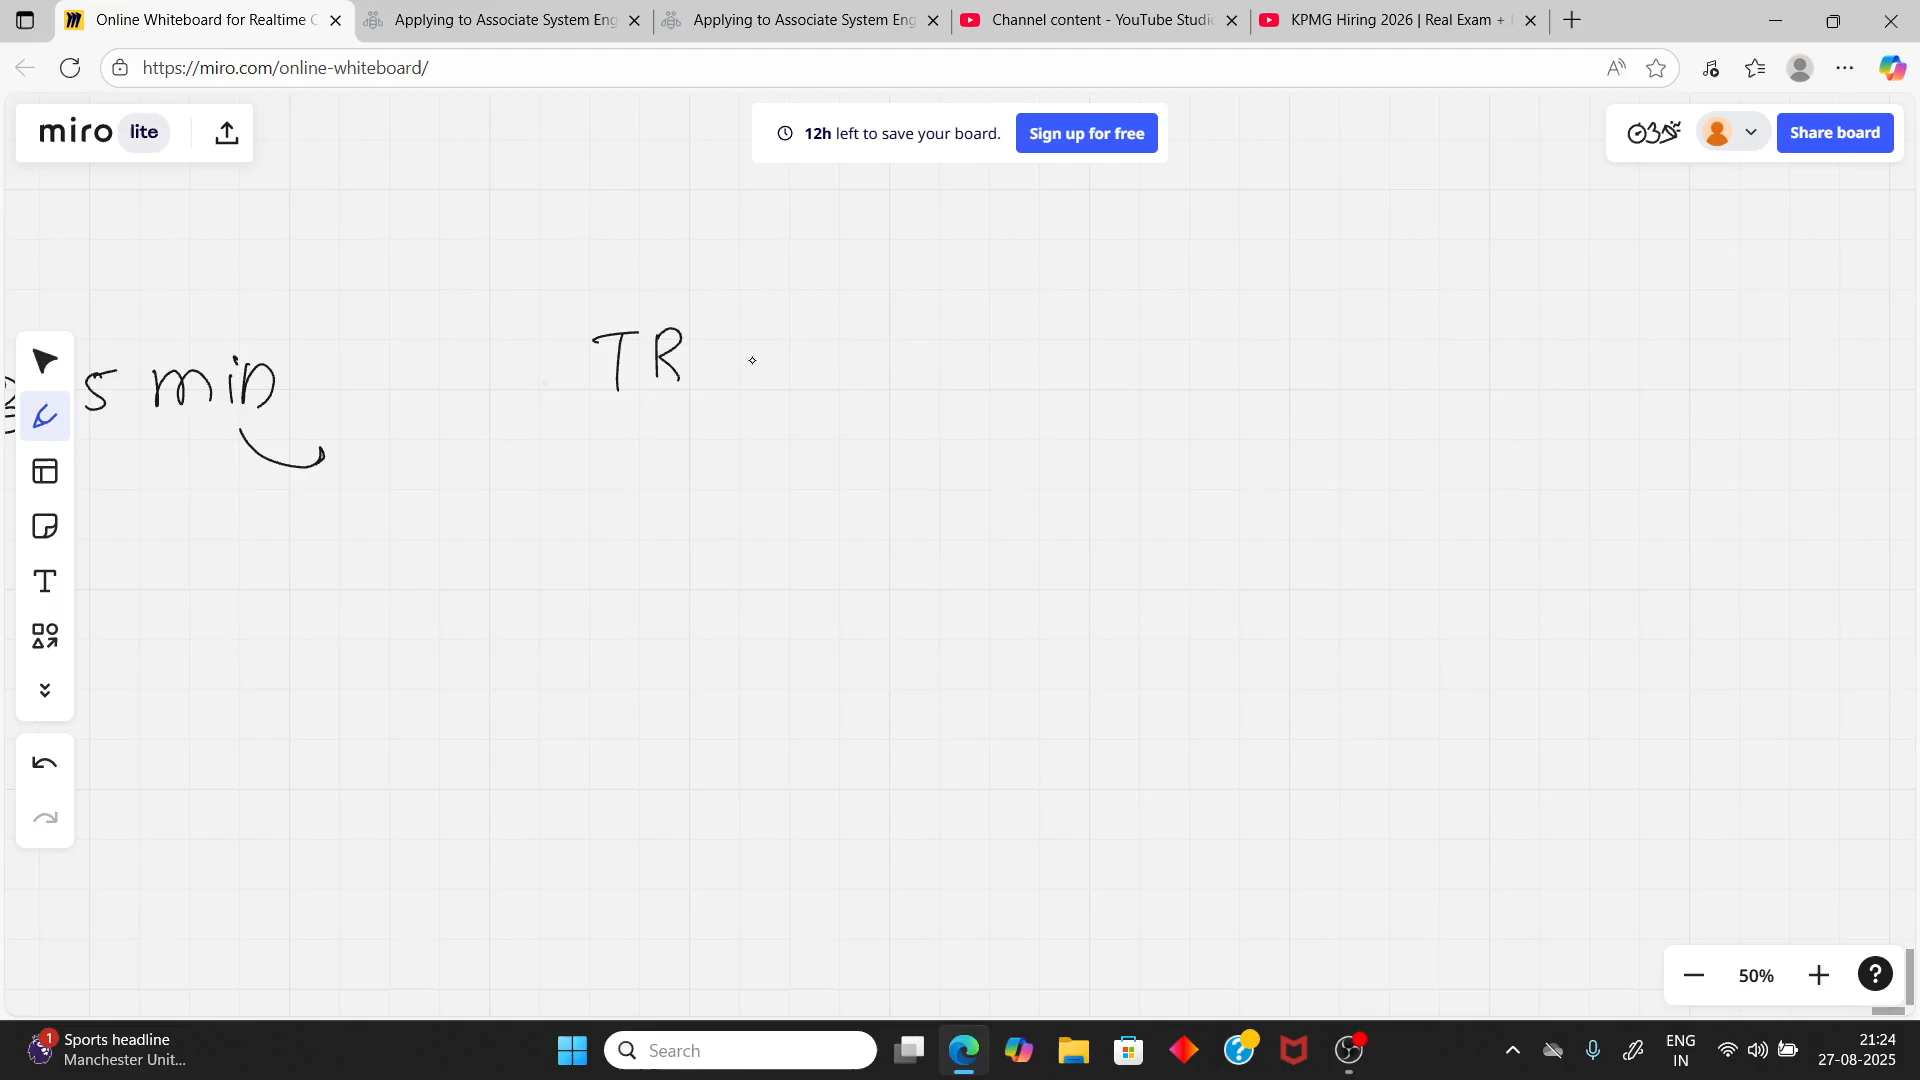 Online Whiteboard for Realtime C
Applying to Associate System Eng
Applying to Associate System Eng
Channel content - YouTube Studio
KPMG Hiring 2026 | Real Exam +
https://miro.com/online-whiteboard/
miro lite
12h left to save your board.
Sign up for free
Share board
5 min
TR
T
50%
?
1
Sports headline
Manchester Unit...
Search
ENG
IN
21:24
27-08-2025